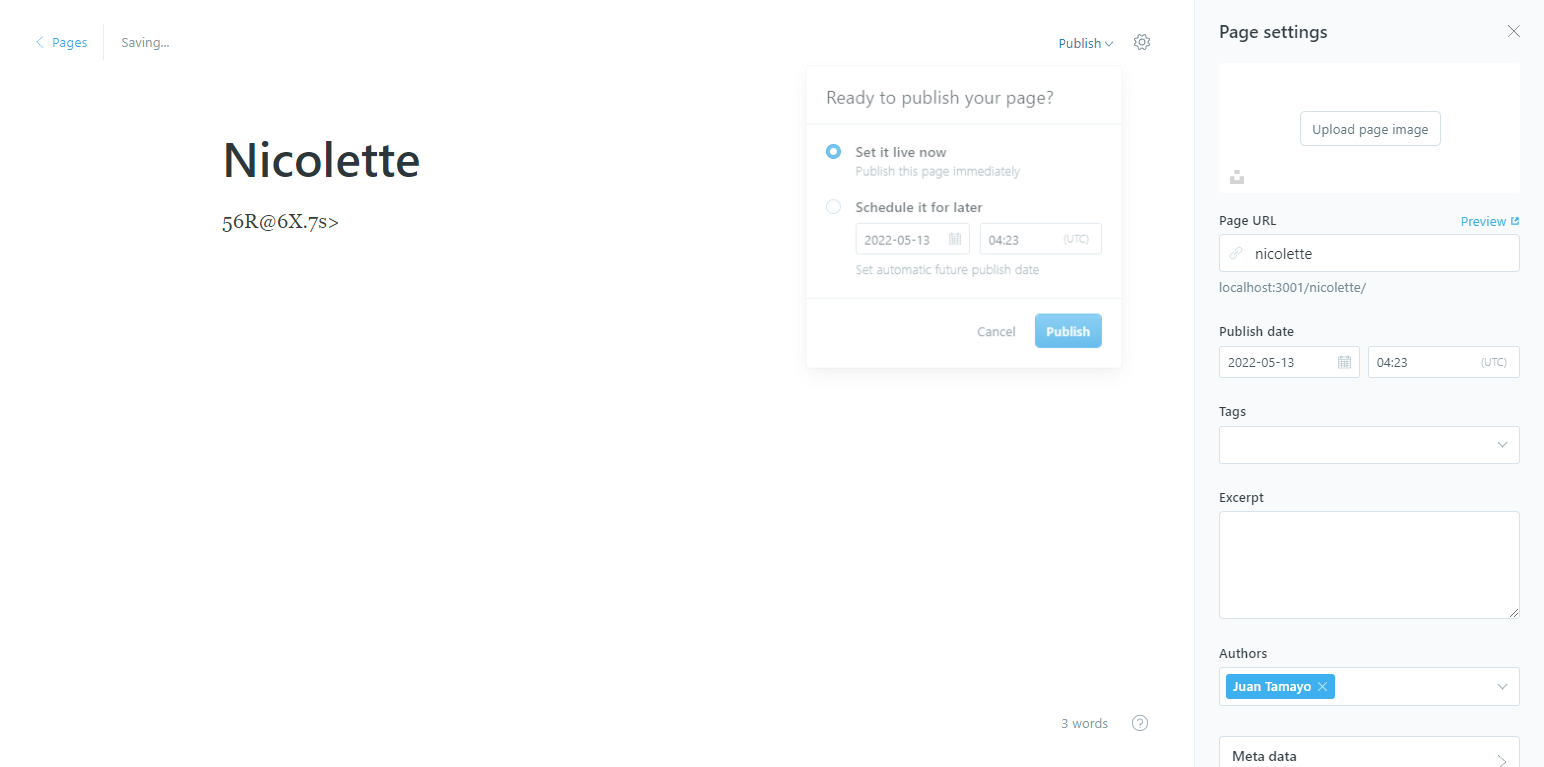 Pages
Saving...
Publish
Nicolette
56R@6X.7s>
Ready to publish your page?
Set it live now
Publish this page immediately
Schedule it for later
2022-05-13 04:23 (UTC)
Set automatic future publish date
Cancel Publish
3 words
?
Page settings
Upload page image
Page URL Preview
nicolette
localhost:3001/nicolette/
Publish date
2022-05-13 04:23 (UTC)
Tags
Excerpt
Authors
Juan Tamayo
Meta data